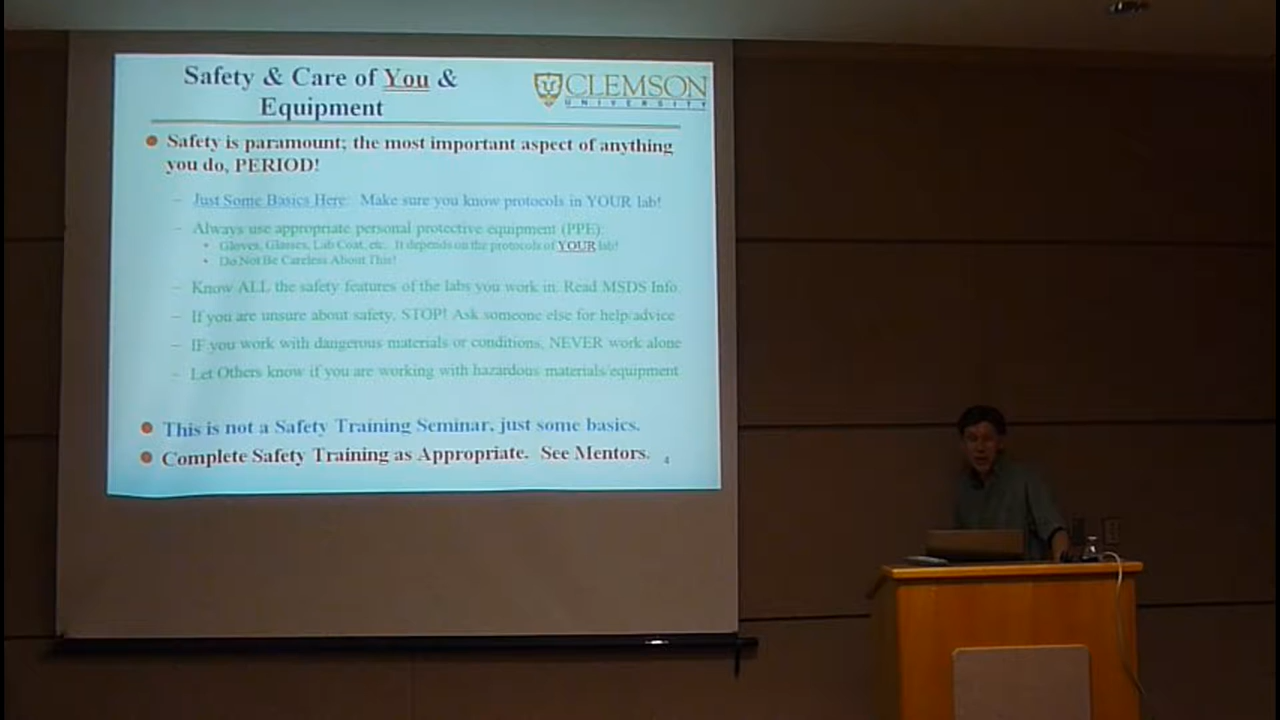 Safety & Care of You &
Equipment
CLEMSON
UNIVERSITY
Safety is paramount; the most important aspect of anything
you do, PERIOD!
– Just Some Basics Here: Make sure you know protocols in YOUR lab!
– Always use appropriate personal protective equipment (PPE):
• Gloves, Glasses, Lab Coat, etc. It depends on the protocols of YOUR lab!
• Do Not Be Careless About This!
– Know ALL the safety features of the labs you work in. Read MSDS Info.
– If you are unsure about safety, STOP! Ask someone else for help/advice
– IF you work with dangerous materials or conditions, NEVER work alone
– Let Others know if you are working with hazardous materials/equipment
This is not a Safety Training Seminar, just some basics.
Complete Safety Training as Appropriate. See Mentors.
4